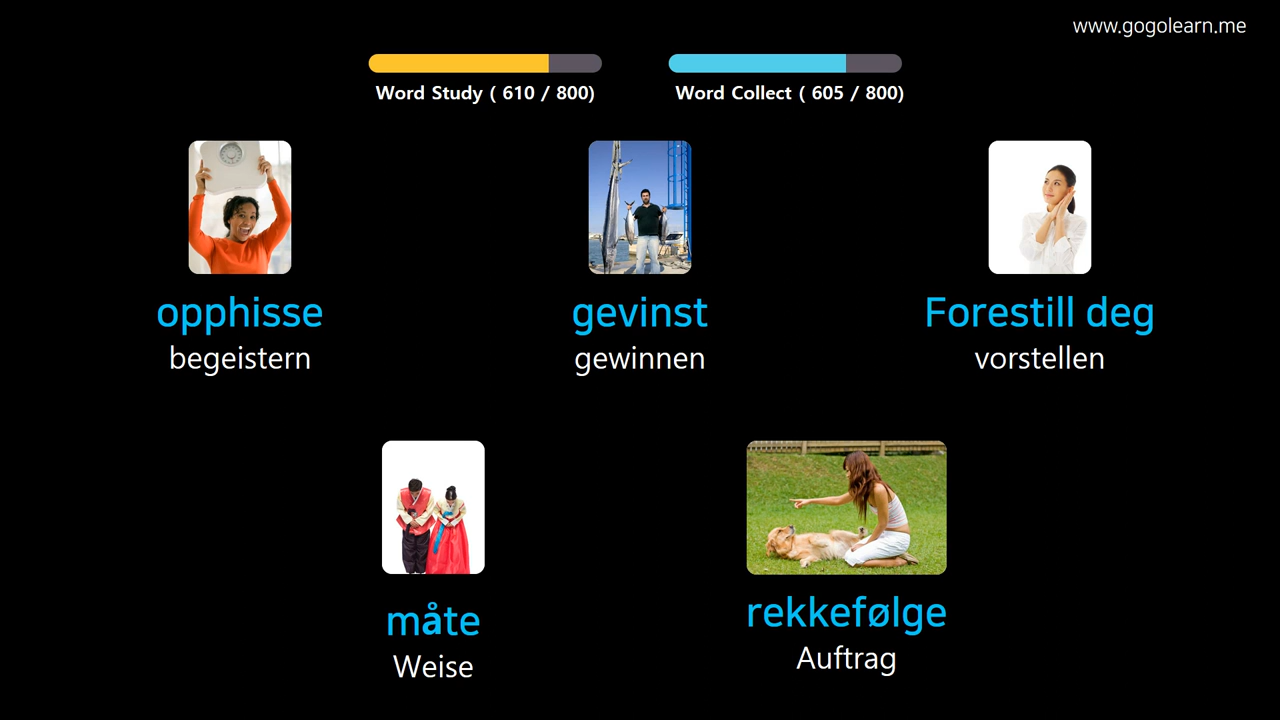 www.gogolearn.me
Word Study ( 610 / 800)
Word Collect ( 605 / 800)
opphisse
begeistern
gevinst
gewinnen
Forestill deg
vorstellen
måte
Weise
rekkefølge
Auftrag